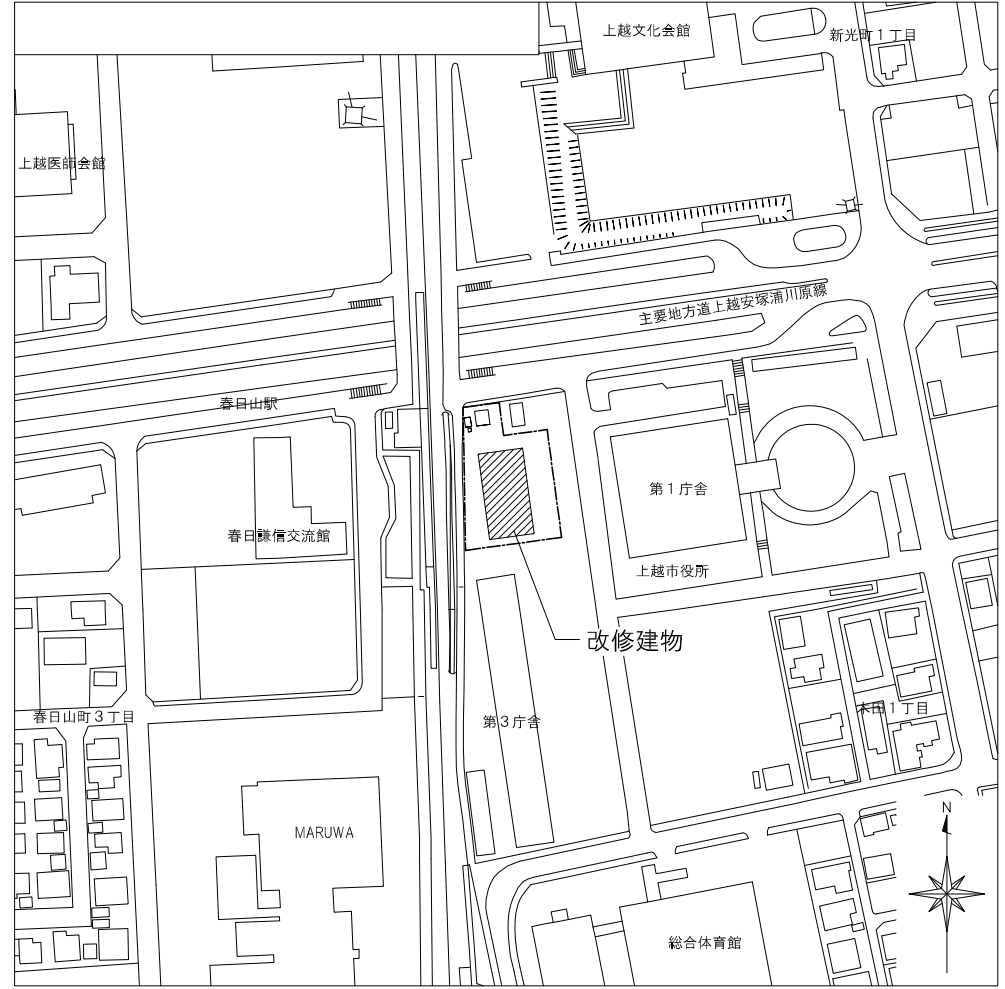 上越文化会館
新光町１丁目
上越医師会館
主要地方道上越安塚浦川原線
春日山駅
第１庁舎
春日謙信交流館
上越市役所
改修建物
春日山町３丁目
第３庁舎
木田１丁目
N
MARUWA
総合体育館